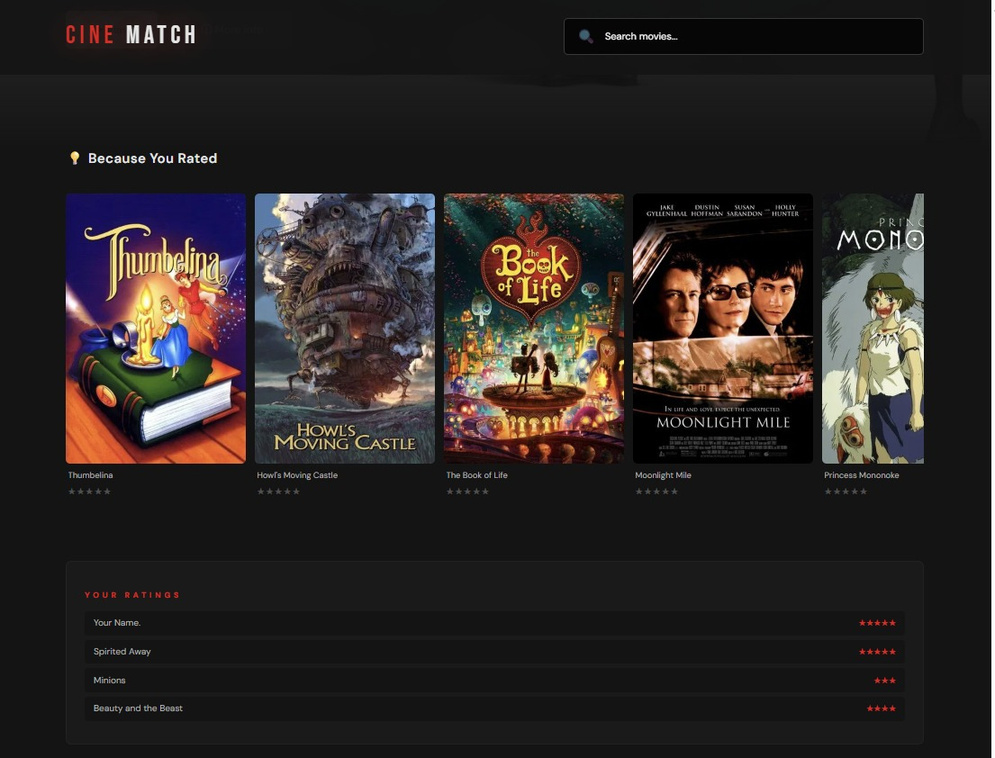 CINE MATCH
Search movies...
Because You Rated
Thumbelina
HOWL'S
MOVING CASTLE
the
Book
of Life
JAKE GYLLENHAAL DUSTIN HOFFMAN SUSAN SARANDON AND HOLLY HUNTER
IN LIFE AND LOVE, EXPECT THE UNEXPECTED
MOONLIGHT MILE
PRINC
MONO
Thumbelina
★★★★★
Howl's Moving Castle
★★★★★
The Book of Life
★★★★★
Moonlight Mile
★★★★★
Princess Mononoke
★★★★★
YOUR RATINGS
Your Name. ★★★★★
Spirited Away ★★★★★
Minions ★★★
Beauty and the Beast ★★★★